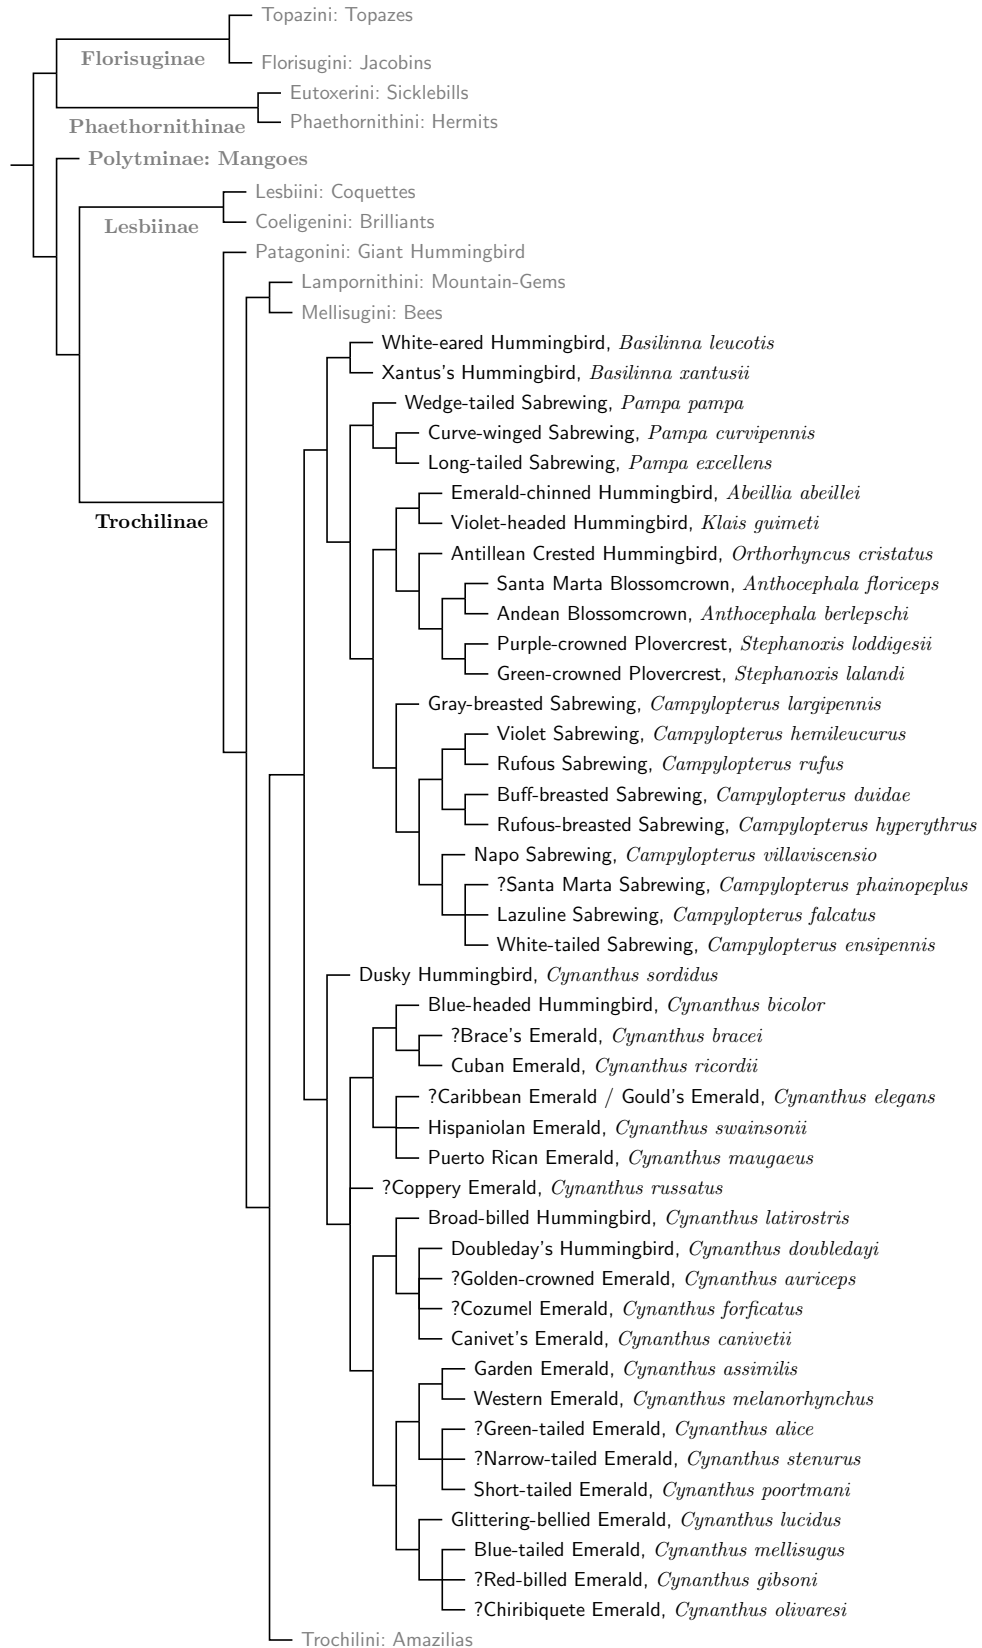 Topazini: Topazes
Florisuginae
Florisugini: Jacobins
Eutoxerini: Sicklebills
Phaethornithinae
Phaethornithini: Hermits
Polytminae: Mangoes
Lesbiini: Coquettes
Lesbiinae
Coeligenini: Brilliants
Patagonini: Giant Hummingbird
Lampornithini: Mountain-Gems
Mellisugini: Bees
White-eared Hummingbird, Basilinna leucotis
Xantus's Hummingbird, Basilinna xantusii
Wedge-tailed Sabrewing, Pampa pampa
Curve-winged Sabrewing, Pampa curvipennis
Long-tailed Sabrewing, Pampa excellens
Emerald-chinned Hummingbird, Abeillia abeillei
Trochilinae
Violet-headed Hummingbird, Klais guimeti
Antillean Crested Hummingbird, Orthorhyncus cristatus
Santa Marta Blossomcrown, Anthocephala floriceps
Andean Blossomcrown, Anthocephala berlepschi
Purple-crowned Plovercrest, Stephanoxis loddigesii
Green-crowned Plovercrest, Stephanoxis lalandi
Gray-breasted Sabrewing, Campylopterus largipennis
Violet Sabrewing, Campylopterus hemileucurus
Rufous Sabrewing, Campylopterus rufus
Buff-breasted Sabrewing, Campylopterus duidae
Rufous-breasted Sabrewing, Campylopterus hyperythrus
Napo Sabrewing, Campylopterus villaviscensio
?Santa Marta Sabrewing, Campylopterus phainopeplus
Lazuline Sabrewing, Campylopterus falcatus
White-tailed Sabrewing, Campylopterus ensipennis
Dusky Hummingbird, Cynanthus sordidus
Blue-headed Hummingbird, Cynanthus bicolor
?Brace's Emerald, Cynanthus bracei
Cuban Emerald, Cynanthus ricordii
?Caribbean Emerald / Gould's Emerald, Cynanthus elegans
Hispaniolan Emerald, Cynanthus swainsonii
Puerto Rican Emerald, Cynanthus maugaeus
?Coppery Emerald, Cynanthus russatus
Broad-billed Hummingbird, Cynanthus latirostris
Doubleday's Hummingbird, Cynanthus doubledayi
?Golden-crowned Emerald, Cynanthus auriceps
?Cozumel Emerald, Cynanthus forficatus
Canivet's Emerald, Cynanthus canivetii
Garden Emerald, Cynanthus assimilis
Western Emerald, Cynanthus melanorhynchus
?Green-tailed Emerald, Cynanthus alice
?Narrow-tailed Emerald, Cynanthus stenurus
Short-tailed Emerald, Cynanthus poortmani
Glittering-bellied Emerald, Cynanthus lucidus
Blue-tailed Emerald, Cynanthus mellisugus
?Red-billed Emerald, Cynanthus gibsoni
?Chiribiquete Emerald, Cynanthus olivaresi
Trochilini: Amazilias